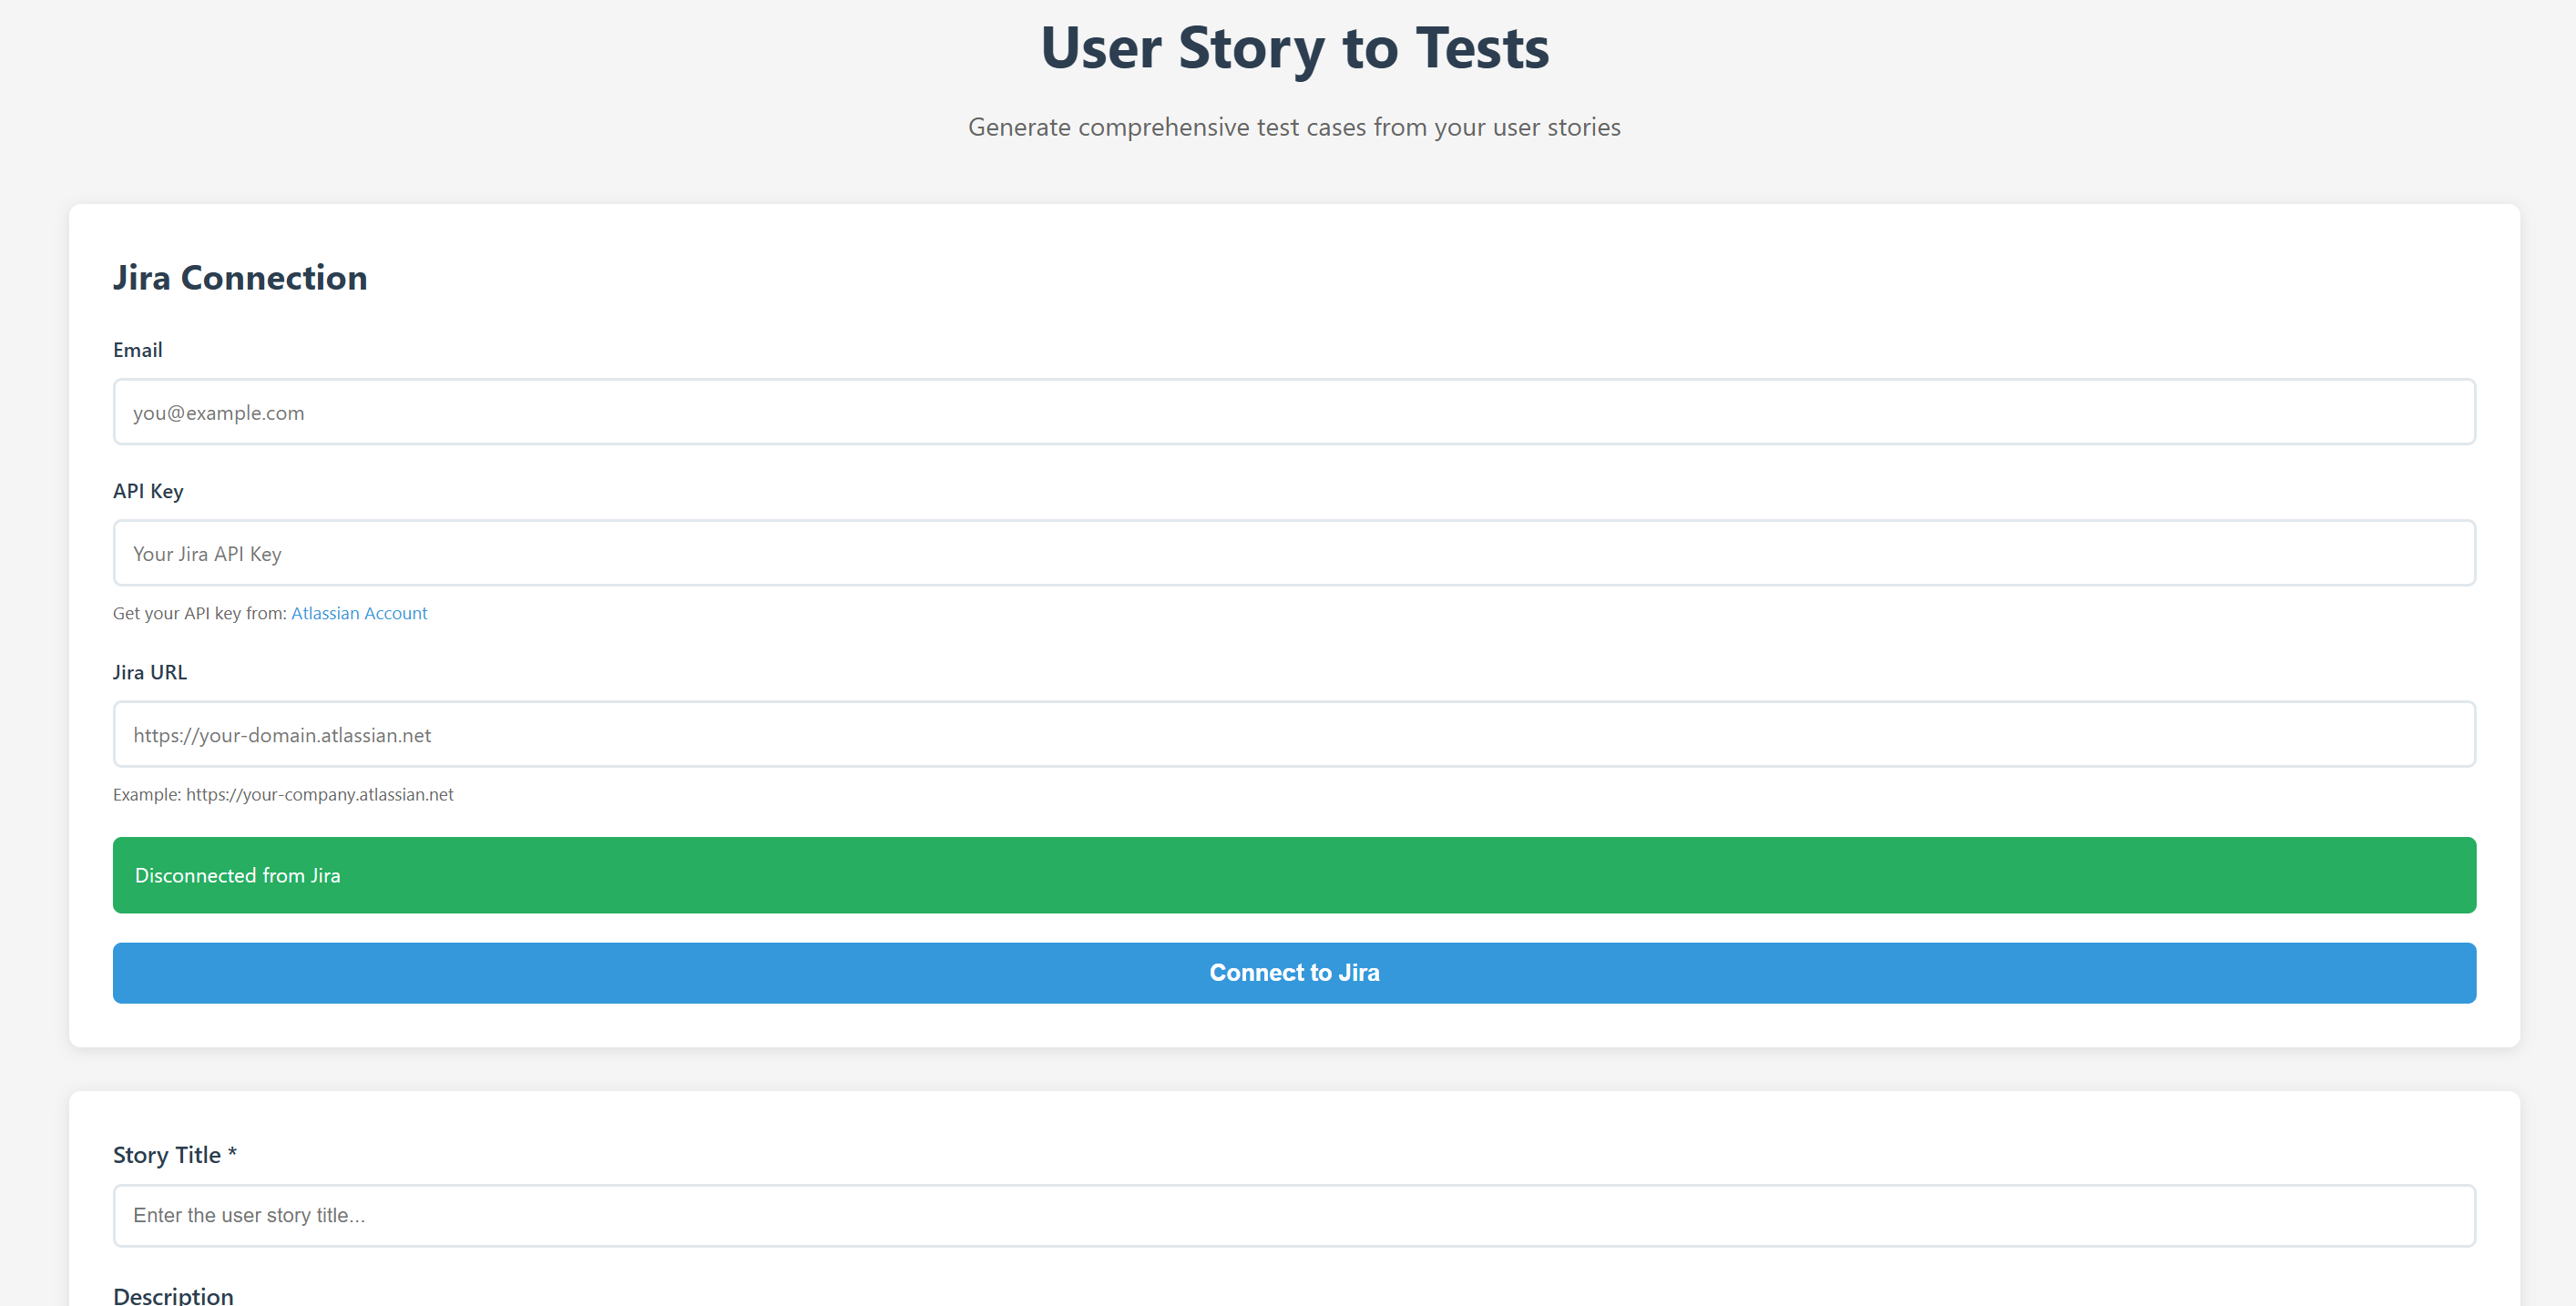 User Story to Tests
Generate comprehensive test cases from your user stories
Jira Connection
Email
you@example.com
API Key
Your Jira API Key
Get your API key from: Atlassian Account
Jira URL
https://your-domain.atlassian.net
Example: https://your-company.atlassian.net
Disconnected from Jira
Connect to Jira
Story Title *
Enter the user story title...
Description